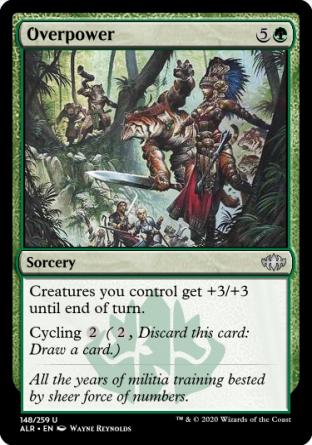 Overpower 5
Sorcery
Creatures you control get +3/+3
until end of turn.
Cycling 2 ( 2 , Discard this card:
Draw a card.)
All the years of militia training bested
by sheer force of numbers.
148/259 U
ALR • EN Wayne Reynolds
™ & © 2020 Wizards of the Coast